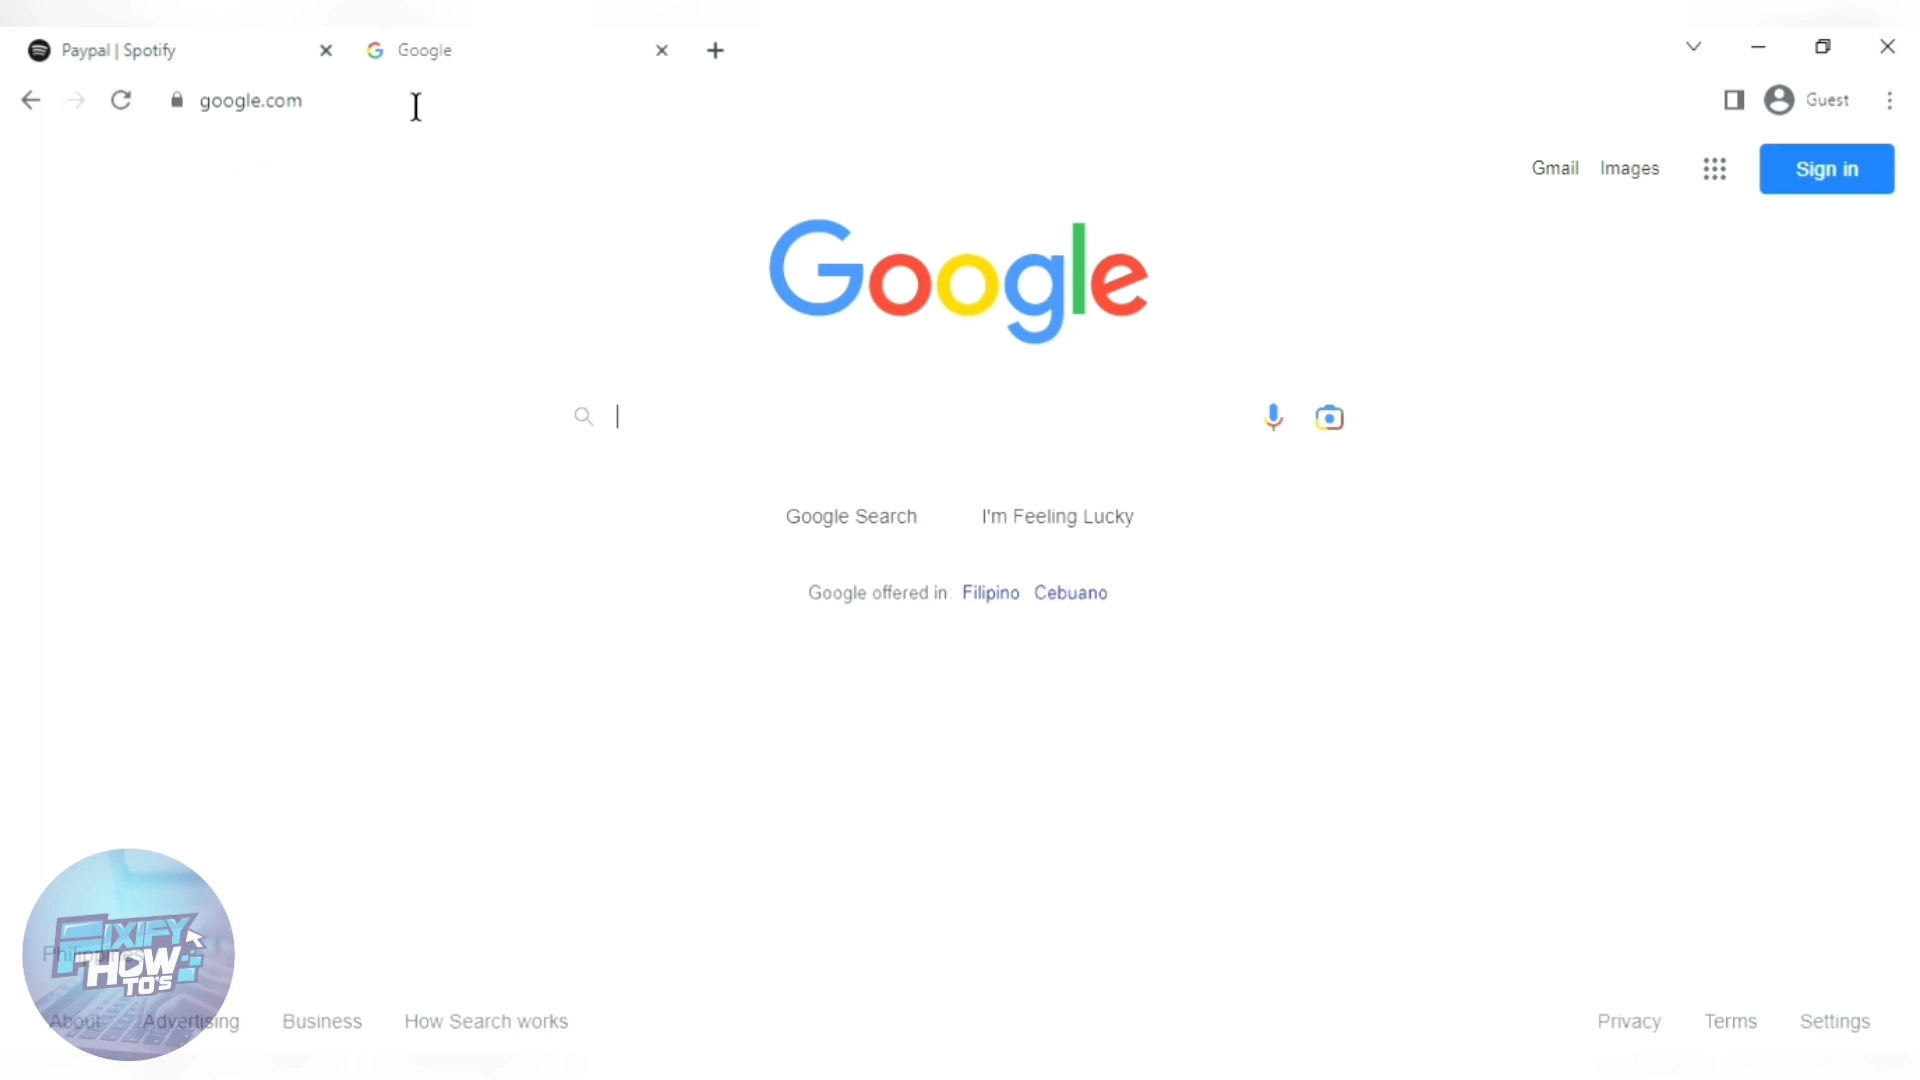 Paypal | Spotify
Google
google.com
Guest
Gmail Images
Sign in
Google
Google Search I'm Feeling Lucky
Google offered in: Filipino Cebuano
Philippines
FIXIFY
HOW
TO'S
About Advertising Business How Search works
Privacy Terms Settings